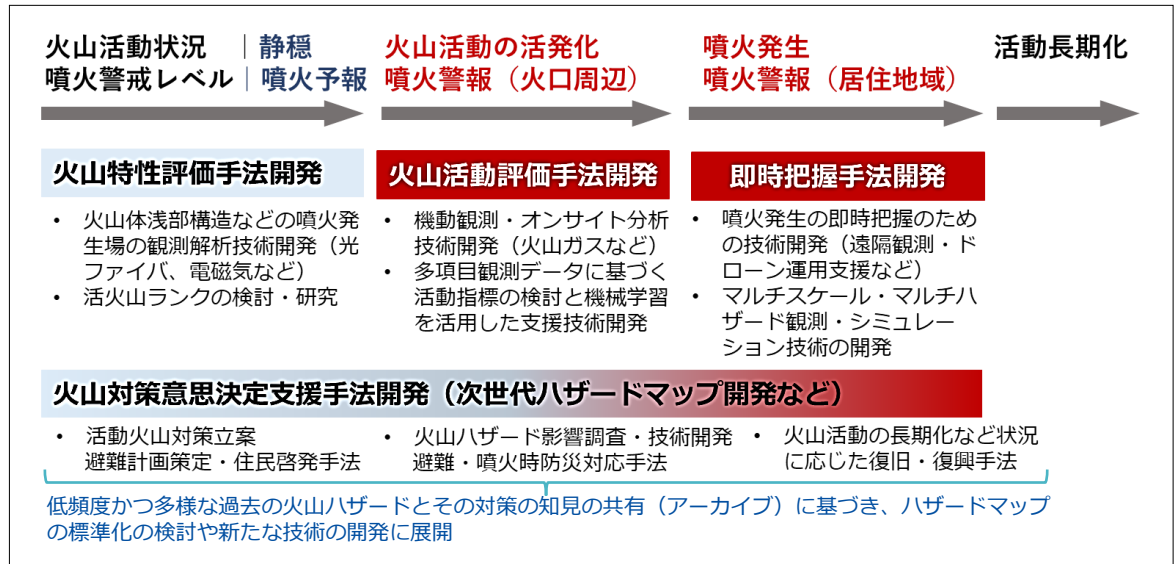 火山活動状況｜静穏
噴火警戒レベル｜噴火予報
火山活動の活発化
噴火警報（火口周辺）
噴火発生
噴火警報（居住地域）
活動長期化
火山特性評価手法開発
• 火山体浅部構造などの噴火発
生場の観測解析技術開発（光
ファイバ、電磁気など）
• 活火山ランクの検討・研究
火山活動評価手法開発
• 機動観測・オンサイト分析
技術開発（火山ガスなど）
• 多項目観測データに基づく
活動指標の検討と機械学習
を活用した支援技術開発
即時把握手法開発
• 噴火発生の即時把握のため
の技術開発（遠隔観測・ド
ローン運用支援など）
• マルチスケール・マルチハ
ザード観測・シミュレー
ション技術の開発
火山対策意思決定支援手法開発（次世代ハザードマップ開発など）
• 活動火山対策立案
避難計画策定・住民啓発手法
• 火山ハザード影響調査・技術開発
避難・噴火時防災対応手法
• 火山活動の長期化など状況
に応じた復旧・復興手法
低頻度かつ多様な過去の火山ハザードとその対策の知見の共有（アーカイブ）に基づき、ハザードマップ
の標準化の検討や新たな技術の開発に展開